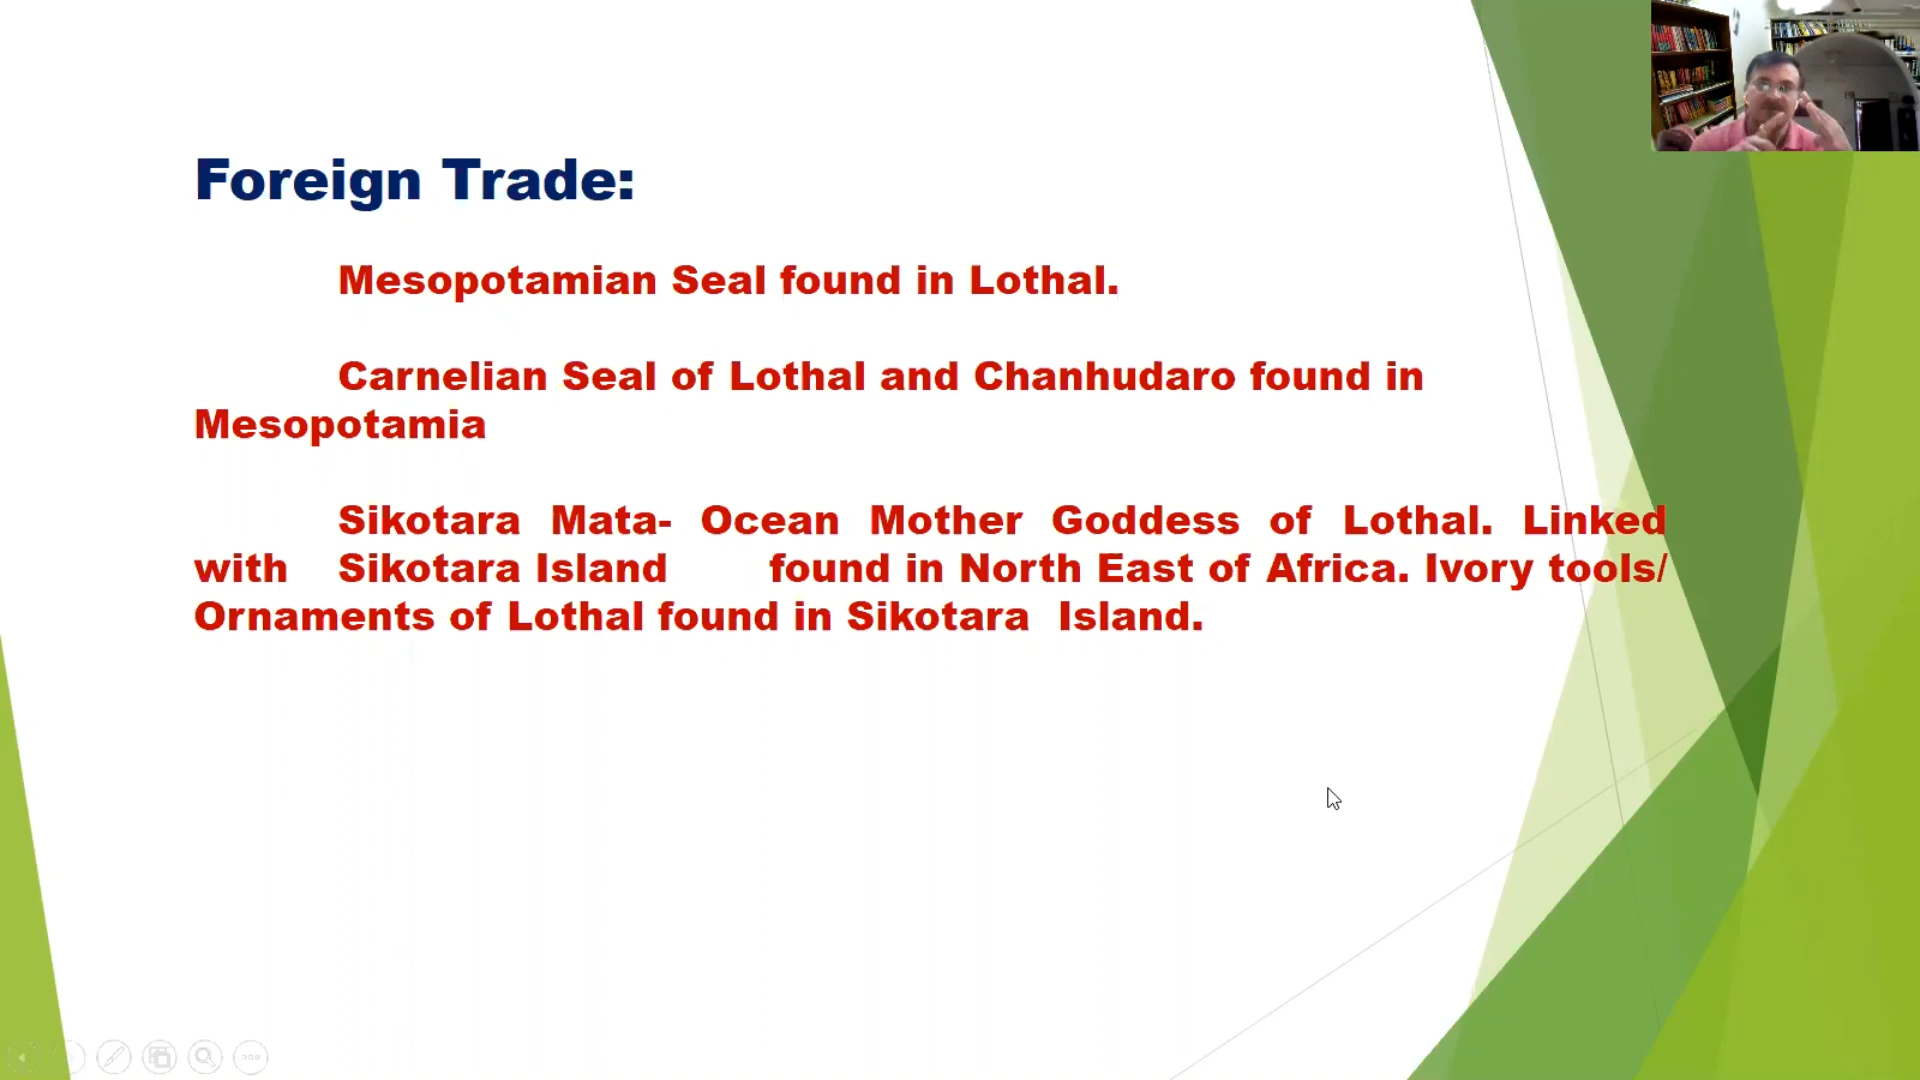 Foreign Trade:
Mesopotamian Seal found in Lothal.
Carnelian Seal of Lothal and Chanhudaro found in
Mesopotamia
Sikotara Mata- Ocean Mother Goddess of Lothal. Linked
with Sikotara Island found in North East of Africa. Ivory tools/
Ornaments of Lothal found in Sikotara Island.